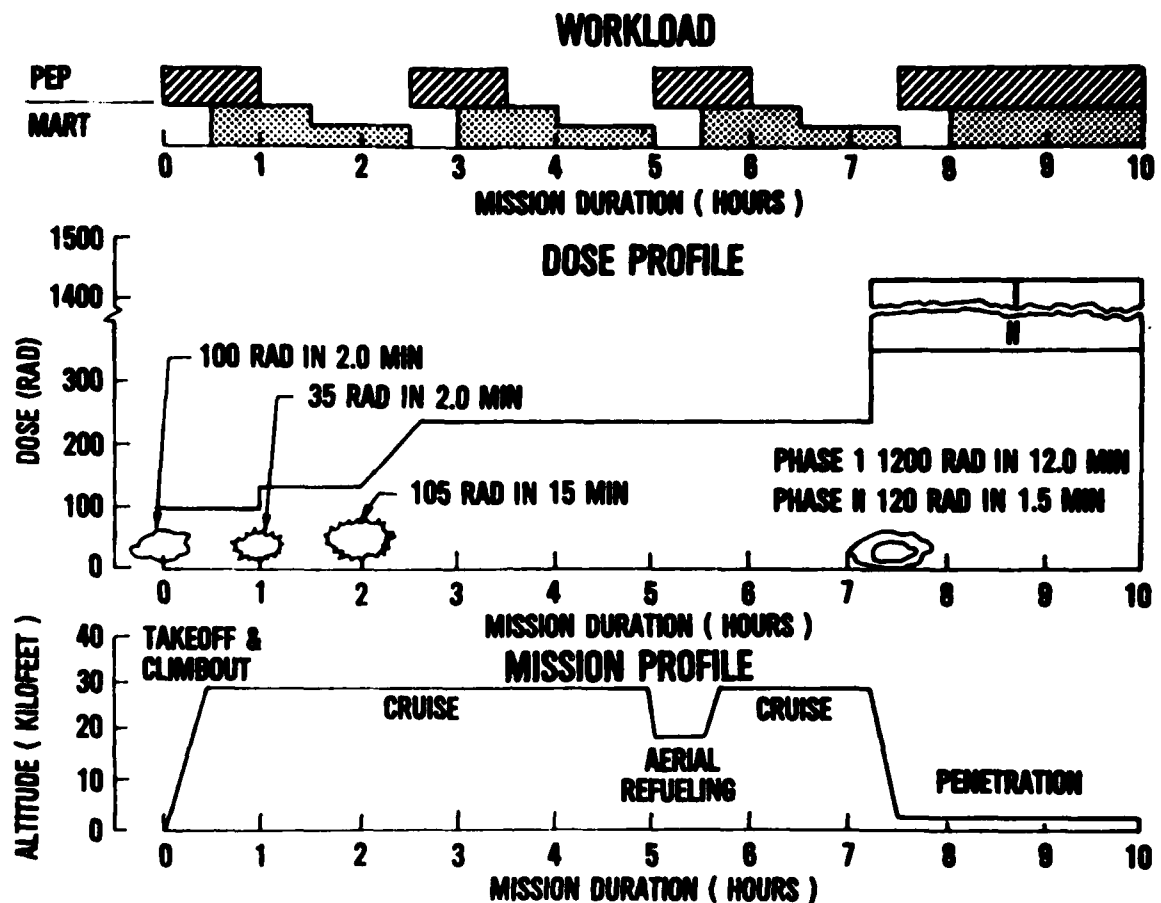 WORKLOAD
PEP
MART
0 1 2 3 4 5 6 7 8 9 10
MISSION DURATION ( HOURS )
DOSE PROFILE
DOSE (RAD)
1500
1400
300
200
100
0
100 RAD IN 2.0 MIN
35 RAD IN 2.0 MIN
105 RAD IN 15 MIN
I
II
PHASE I 1200 RAD IN 12.0 MIN
PHASE II 120 RAD IN 1.5 MIN
0 1 2 3 4 5 6 7 8 9 10
MISSION DURATION ( HOURS )
MISSION PROFILE
ALTITUDE ( KILOFEET )
40
30
20
10
0
TAKEOFF &
CLIMBOUT
CRUISE
AERIAL
REFUELING
CRUISE
PENETRATION
0 1 2 3 4 5 6 7 8 9 10
MISSION DURATION ( HOURS )